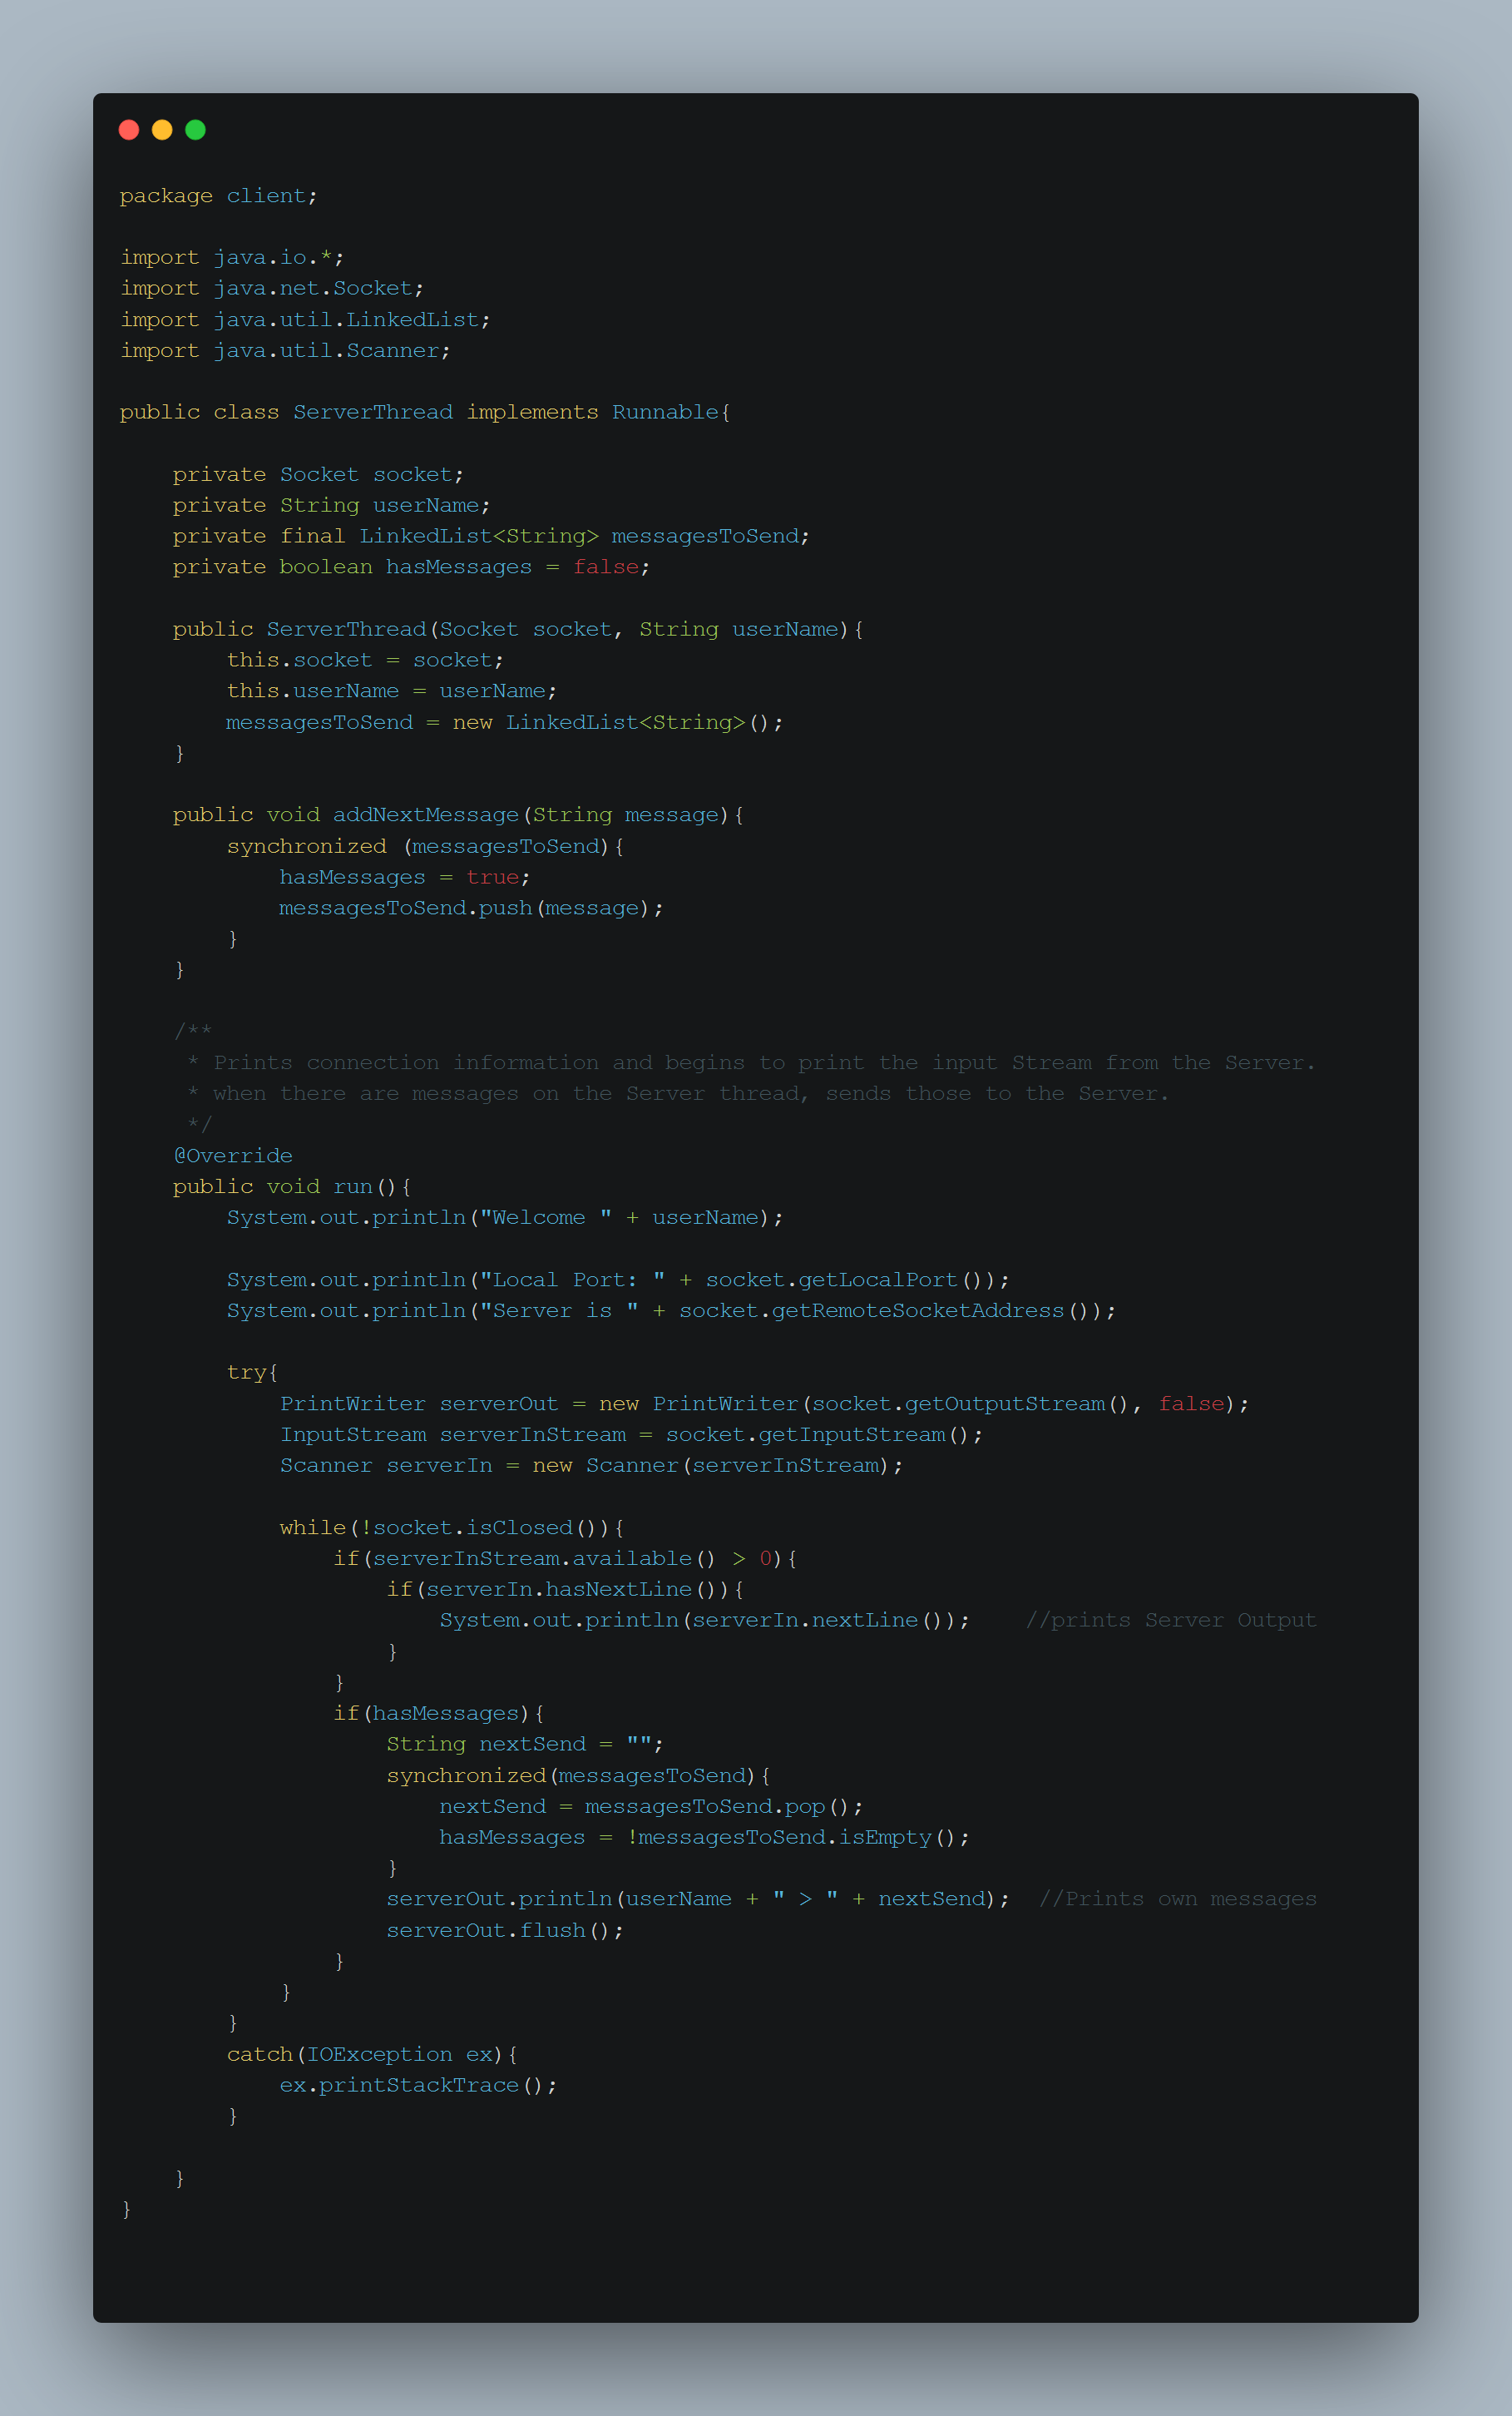 package client;

import java.io.*;
import java.net.Socket;
import java.util.LinkedList;
import java.util.Scanner;

public class ServerThread implements Runnable{

    private Socket socket;
    private String userName;
    private final LinkedList<String> messagesToSend;
    private boolean hasMessages = false;

    public ServerThread(Socket socket, String userName){
        this.socket = socket;
        this.userName = userName;
        messagesToSend = new LinkedList<String>();
    }

    public void addNextMessage(String message){
        synchronized (messagesToSend){
            hasMessages = true;
            messagesToSend.push(message);
        }
    }

    /**
     * Prints connection information and begins to print the input Stream from the Server.
     * when there are messages on the Server thread, sends those to the Server.
     */
    @Override
    public void run(){
        System.out.println("Welcome " + userName);

        System.out.println("Local Port: " + socket.getLocalPort());
        System.out.println("Server is " + socket.getRemoteSocketAddress());

        try{
            PrintWriter serverOut = new PrintWriter(socket.getOutputStream(), false);
            InputStream serverInStream = socket.getInputStream();
            Scanner serverIn = new Scanner(serverInStream);

            while(!socket.isClosed()){
                if(serverInStream.available() > 0){
                    if(serverIn.hasNextLine()){
                        System.out.println(serverIn.nextLine());    //prints Server Output
                    }
                }
                if(hasMessages){
                    String nextSend = "";
                    synchronized(messagesToSend){
                        nextSend = messagesToSend.pop();
                        hasMessages = !messagesToSend.isEmpty();
                    }
                    serverOut.println(userName + " > " + nextSend);  //Prints own messages
                    serverOut.flush();
                }
            }
        }
        catch(IOException ex){
            ex.printStackTrace();
        }

    }
}